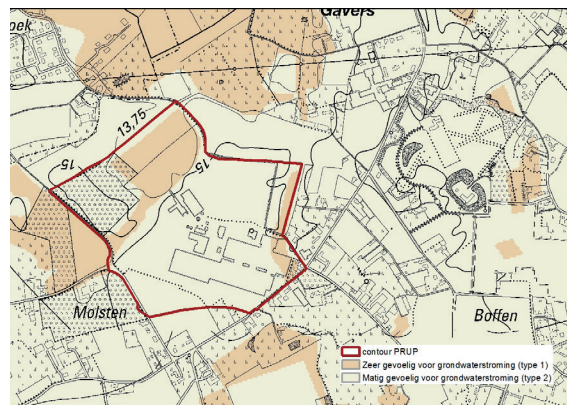 oek
Gavers
13,75
15
15
Molsten
Boffen
contour PRUP
Zeer gevoelig voor grondwaterstroming (type 1)
Matig gevoelig voor grondwaterstroming (type 2)